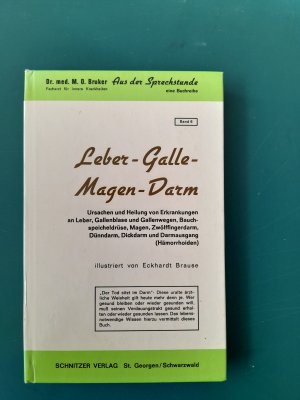 Dr. med. M. O. Bruker Aus der Sprechstunde
Facharzt für innere Krankheiten eine Buchreihe
Band 6
Leber-Galle-
Magen-Darm
Ursachen und Heilung von Erkrankungen
an Leber, Gallenblase und Gallenwegen, Bauch-
speicheldrüse, Magen, Zwölffingerdarm,
Dünndarm, Dickdarm und Darmausgang
(Hämorrhoiden)
illustriert von Eckhardt Brause
„Der Tod sitzt im Darm“. Diese uralte ärzt-
liche Weisheit gilt heute mehr denn je. Wer
gesund bleiben oder wieder gesunden will,
muß seinen Verdauungstrakt gesund erhal-
ten oder wieder gesunden lassen. Das lebens-
notwendige Wissen hierzu vermittelt dieses
Buch.
SCHNITZER VERLAG St. Georgen/Schwarzwald